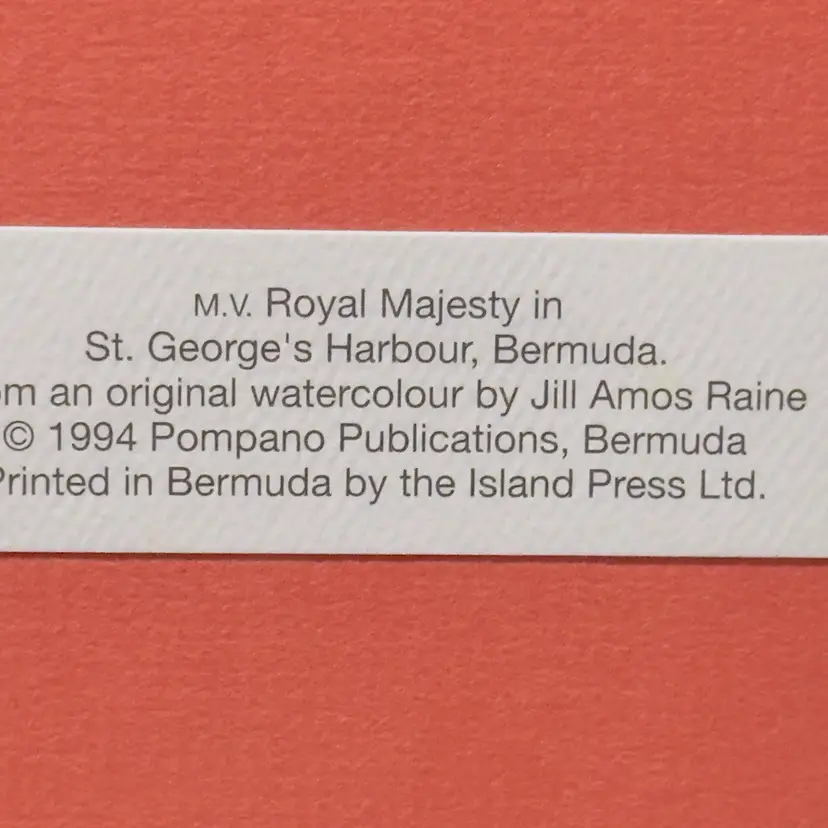 M.V. Royal Majesty in
St. George's Harbour, Bermuda.
an original watercolour by Jill Amos Raine
© 1994 Pompano Publications, Bermuda
Printed in Bermuda by the Island Press Ltd.